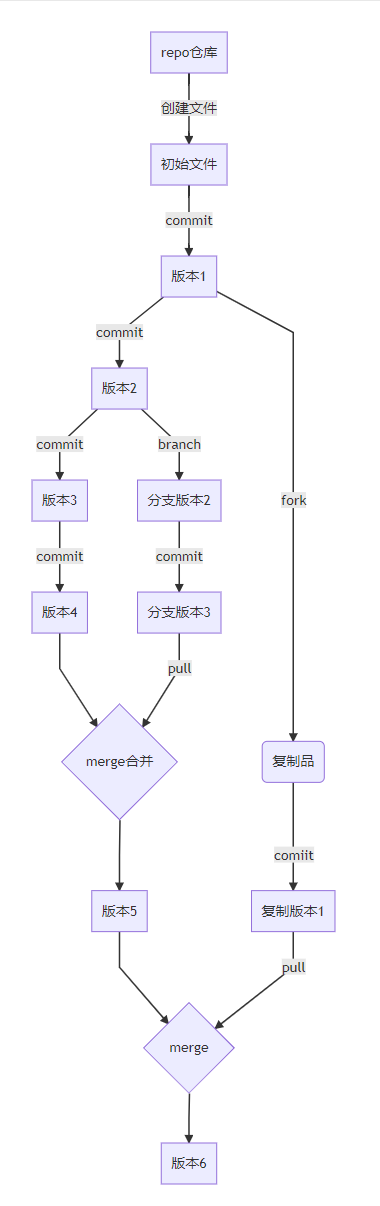 repo仓库
创建文件
初始文件
commit
版本1
commit
版本2
commit
branch
fork
版本3
分支版本2
commit
commit
版本4
分支版本3
pull
merge合并
复制品
comiit
版本5
复制版本1
pull
merge
版本6